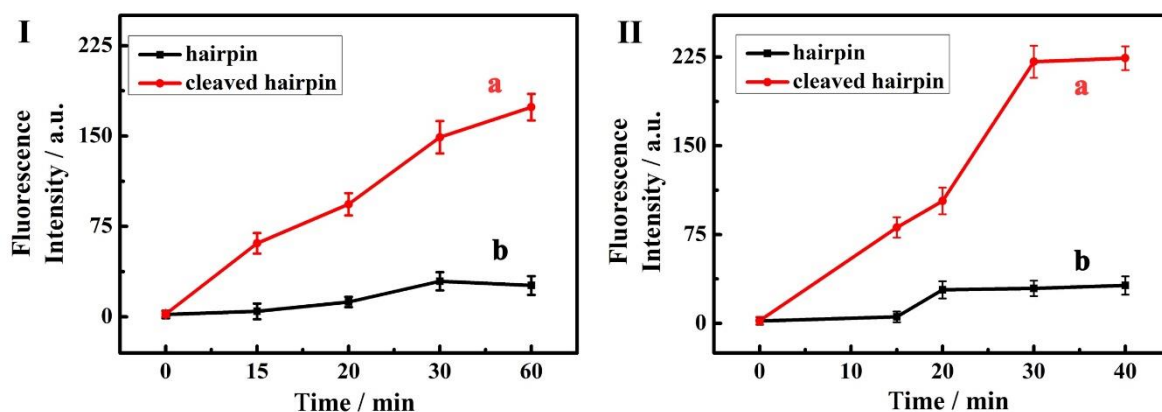 I
hairpin
cleaved hairpin
a
b
225
150
75
0
Fluorescence
Intensity / a.u.
0 15 20 30 60
Time / min
II
hairpin
cleaved hairpin
a
b
225
150
75
0
Fluorescence
Intensity / a.u.
0 10 20 30 40
Time / min